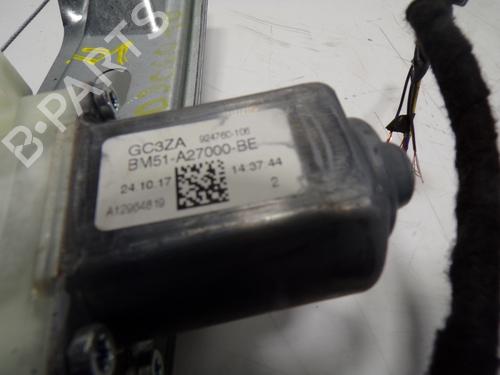 B-PARTS
GC3ZA 924760-106
BM51-A27000-BE
24.10.17 14:37:44
A12964819 2